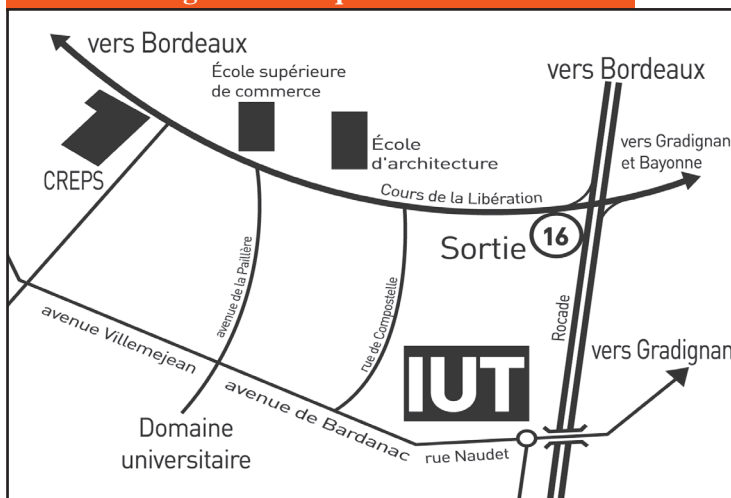 vers Bordeaux
École supérieure
de commerce
vers Bordeaux
École
d'architecture
vers Gradignan
et Bayonne
CREPS
Cours de la Libération
Sortie
16
avenue de la Paillère
rue de Compostelle
Rocade
avenue Villemejean
IUT
vers Gradignan
avenue de Bardanac
Domaine
universitaire
rue Naudet